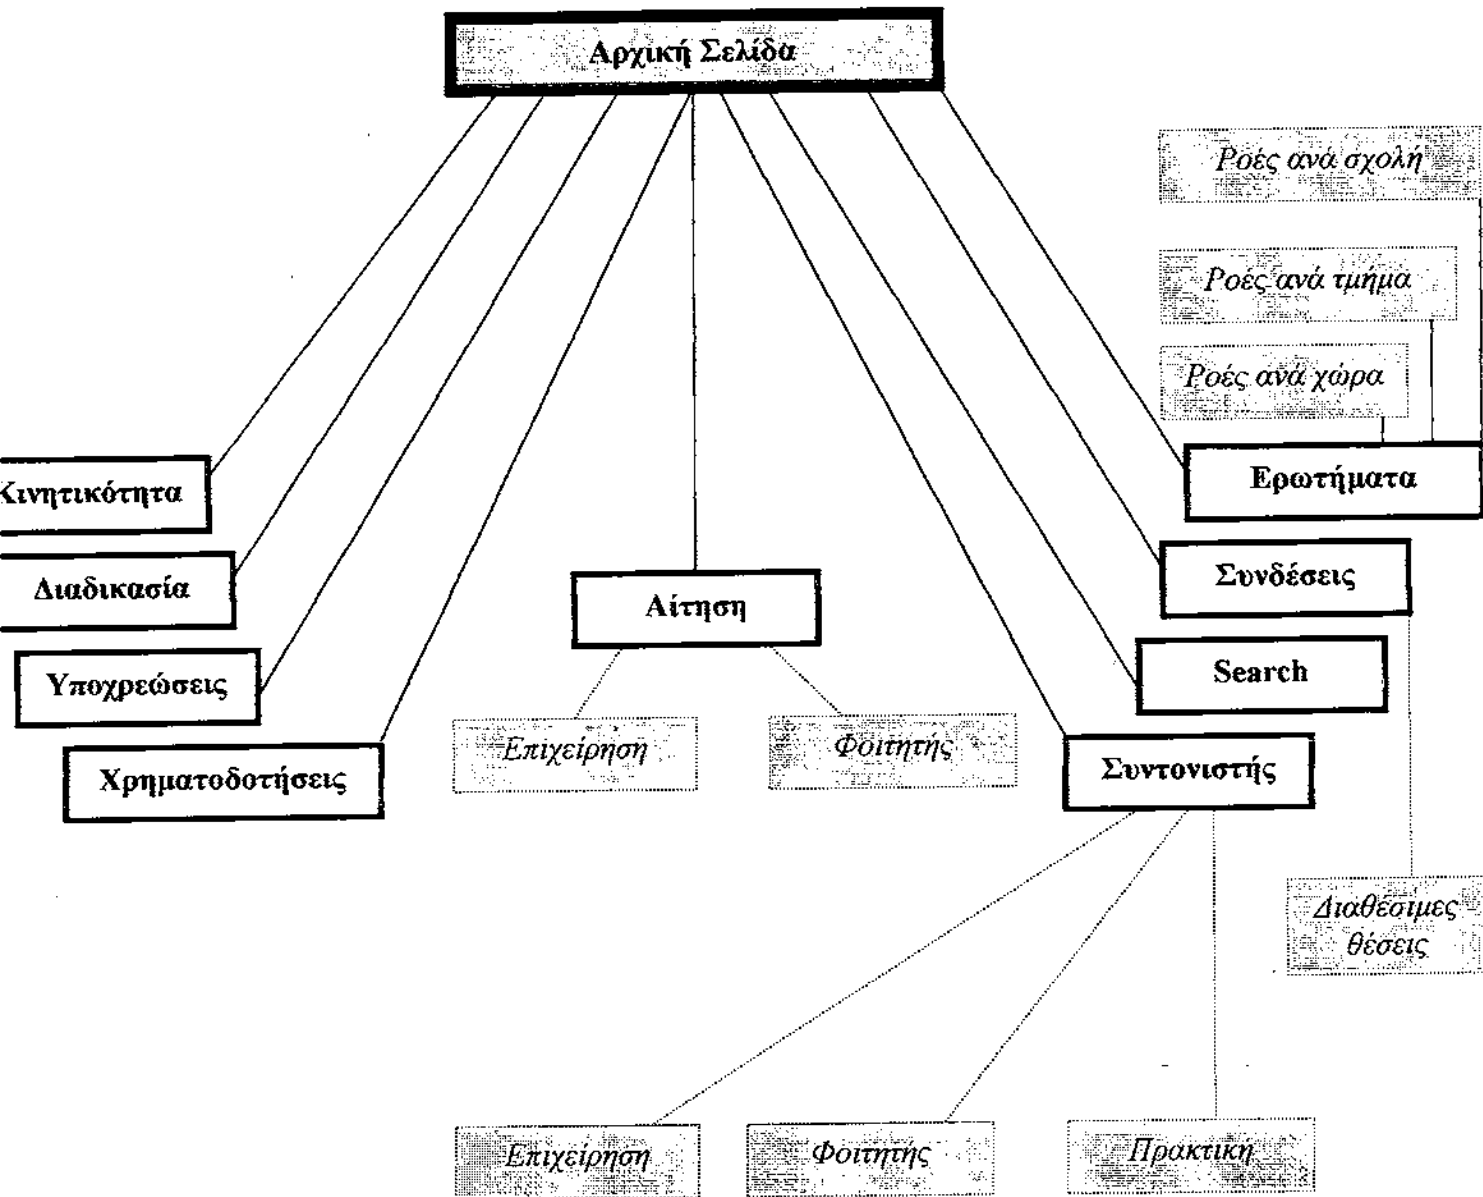 Αρχική Σελίδα
Ροές ανά σχολή
Ροές ανά τμήμα
Ροές ανά χώρα
Κινητικότητα
Ερωτήματα
Διαδικασία
Αίτηση
Συνδέσεις
Υποχρεώσεις
Search
Χρηματοδοτήσεις
Επιχείρηση
Φοιτητής
Συντονιστής
Διαθέσιμες
θέσεις
Επιχείρηση
Φοιτητής
Πρακτική